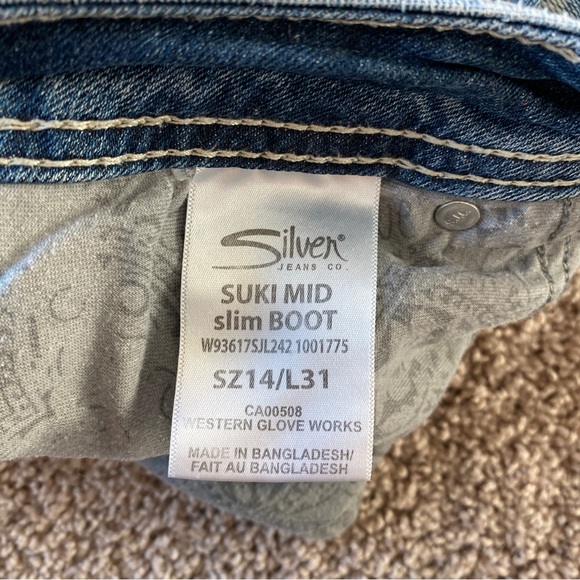 Silver®
JEANS CO.
SUKI MID
slim BOOT
W93617SJL242 1001775
SZ14/L31
CA00508
WESTERN GLOVE WORKS
MADE IN BANGLADESH/
FAIT AU BANGLADESH